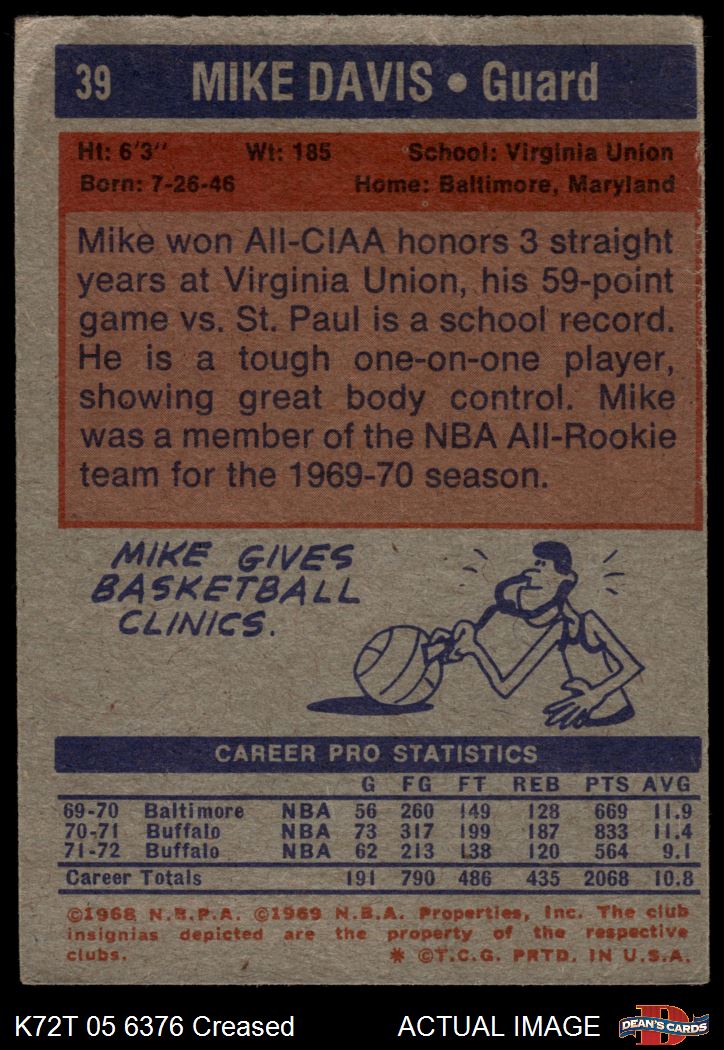 39 MIKE DAVIS • Guard
Ht: 6'3" Wt: 185 School: Virginia Union
Born: 7-26-46 Home: Baltimore, Maryland
Mike won All-CIAA honors 3 straight
years at Virginia Union, his 59-point
game vs. St. Paul is a school record.
He is a tough one-on-one player,
showing great body control. Mike
was a member of the NBA All-Rookie
team for the 1969-70 season.
MIKE GIVES
BASKETBALL
CLINICS.
CAREER PRO STATISTICS
G FG FT REB PTS AVG
69-70 Baltimore NBA 56 260 149 128 669 11.9
70-71 Buffalo NBA 73 317 199 187 833 11.4
71-72 Buffalo NBA 62 213 138 120 564 9.1
Career Totals 191 790 486 435 2068 10.8
©1968 N.B.P.A. ©1969 N.B.A. Properties, Inc. The club
insignias depicted are the property of the respective
clubs. * ©T.C.G. PRTD. IN U.S.A.
K72T 05 6376 Creased ACTUAL IMAGE DEAN'S CARDS